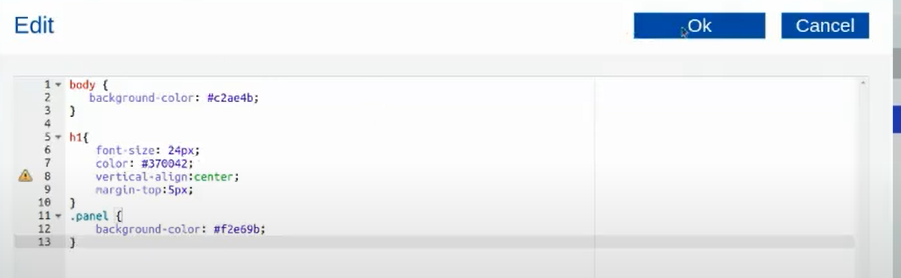 Edit
Ok
Cancel
1 body {
2 background-color: #c2ae4b;
3 }
4
5 h1{
6 font-size: 24px;
7 color: #370042;
8 vertical-align:center;
9 margin-top:5px;
10 }
11 .panel {
12 background-color: #f2e69b;
13 }